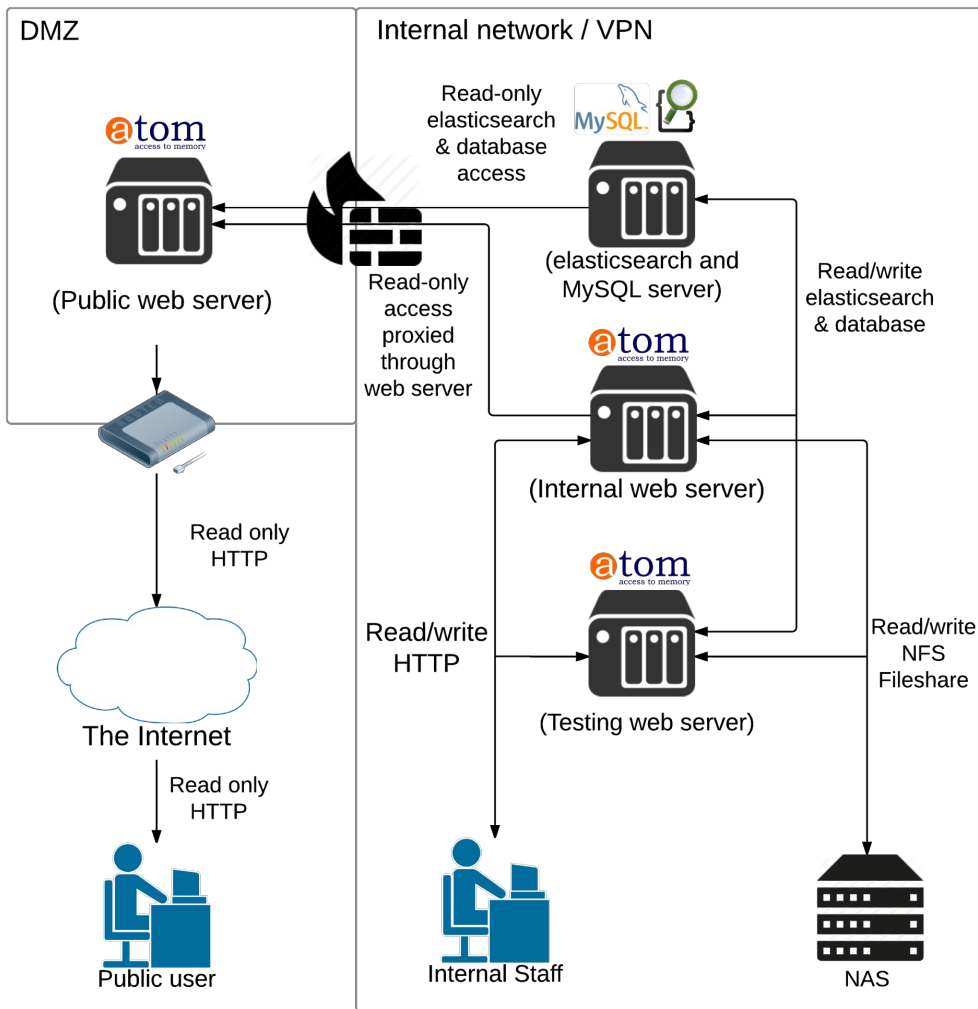 DMZ
Internal network / VPN
atom
access to memory
(Public web server)
Read-only
elasticsearch
& database
access
MySQL
(elasticsearch and
MySQL server)
Read/write
elasticsearch
& database
Read-only
access
proxied
through
web server
atom
access to memory
(Internal web server)
Read only
HTTP
atom
access to memory
Read/write
HTTP
(Testing web server)
Read/write
NFS
Fileshare
The Internet
Read only
HTTP
Public user
Internal Staff
NAS